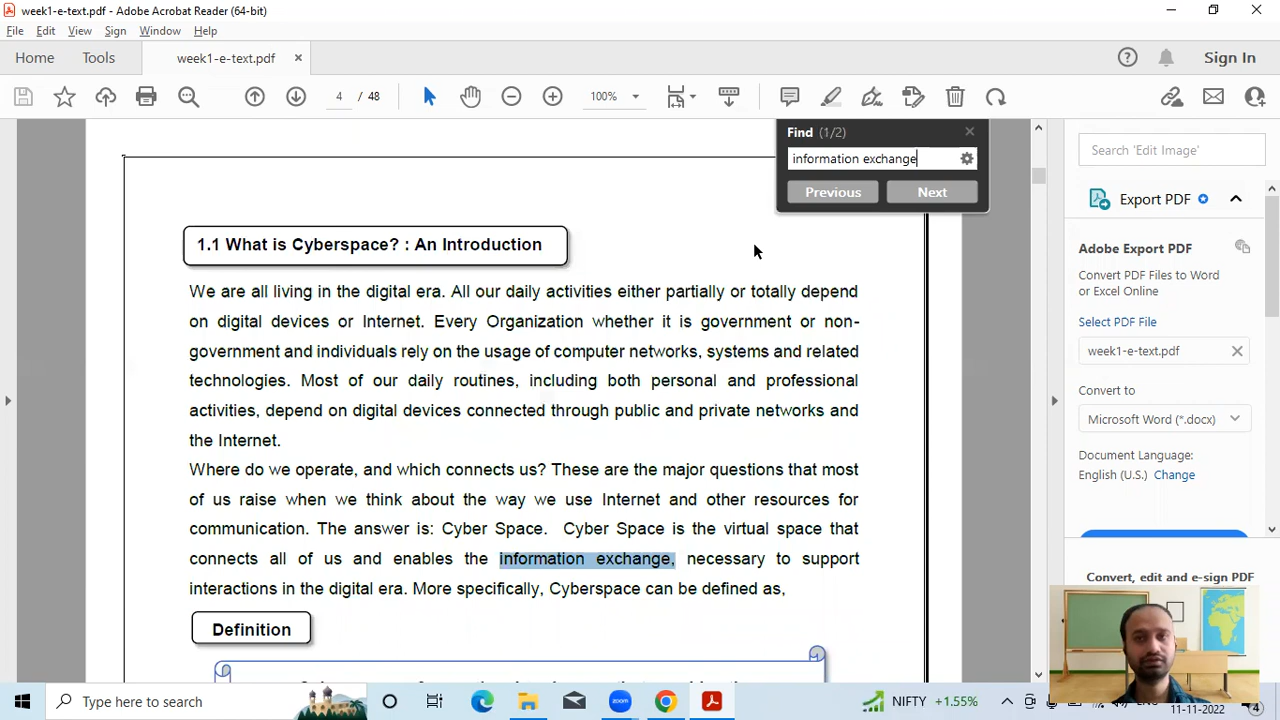 week1-e-text.pdf - Adobe Acrobat Reader (64-bit)
File Edit View Sign Window Help
Home Tools week1-e-text.pdf × Sign In
4 / 48 100%
Find (1/2)
information exchange
Previous Next
1.1 What is Cyberspace? : An Introduction
We are all living in the digital era. All our daily activities either partially or totally depend
on digital devices or Internet. Every Organization whether it is government or non-
government and individuals rely on the usage of computer networks, systems and related
technologies. Most of our daily routines, including both personal and professional
activities, depend on digital devices connected through public and private networks and
the Internet.
Where do we operate, and which connects us? These are the major questions that most
of us raise when we think about the way we use Internet and other resources for
communication. The answer is: Cyber Space. Cyber Space is the virtual space that
connects all of us and enables the information exchange, necessary to support
interactions in the digital era. More specifically, Cyberspace can be defined as,
Definition
Search 'Edit Image'
Export PDF
Adobe Export PDF
Convert PDF Files to Word
or Excel Online
Select PDF File
week1-e-text.pdf
Convert to
Microsoft Word (*.docx)
Document Language:
English (U.S.) Change
Convert, edit and e-sign PDF
Type here to search
zoom
NIFTY +1.55%
11-11-2022
4